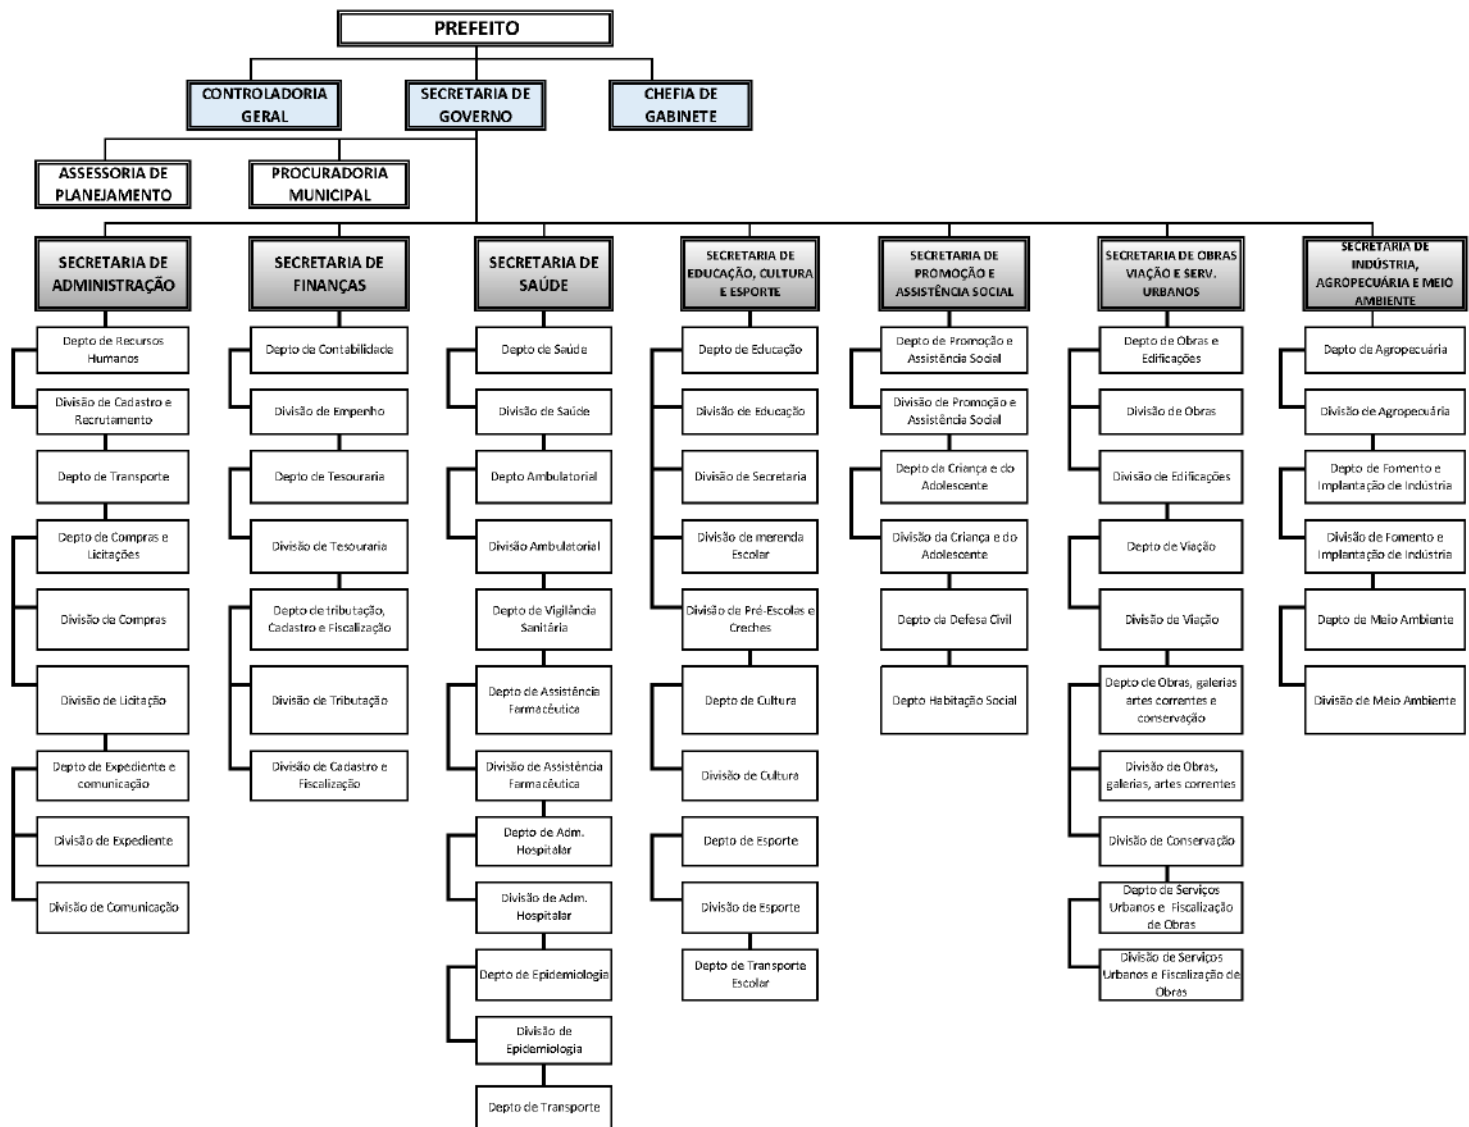 PREFEITO
CONTROLADORIA
GERAL
SECRETARIA DE
GOVERNO
CHEFIA DE
GABINETE
ASSESSORIA DE
PLANEJAMENTO
PROCURADORIA
MUNICIPAL
SECRETARIA DE
ADMINISTRAÇÃO
Depto de Recursos
Humanos
Divisão de Cadastro e
Recrutamento
Depto de Transporte
Depto de Compras e
Licitações
Divisão de Compras
Divisão de Licitação
Depto de Expediente e
comunicação
Divisão de Expediente
Divisão de Comunicação
SECRETARIA DE
FINANÇAS
Depto de Contabilidade
Divisão de Empenho
Depto de Tesouraria
Divisão de Tesouraria
Depto de tributação,
Cadastro e Fiscalização
Divisão de Tributação
Divisão de Cadastro e
Fiscalização
SECRETARIA DE
SAÚDE
Depto de Saúde
Divisão de Saúde
Depto Ambulatorial
Divisão Ambulatorial
Depto de Vigilância
Sanitária
Depto de Assistência
Farmacêutica
Divisão de Assistência
Farmacêutica
Depto de Adm.
Hospitalar
Divisão de Adm.
Hospitalar
Depto de Epidemiologia
Divisão de
Epidemiologia
Depto de Transporte
SECRETARIA DE
EDUCAÇÃO, CULTURA
E ESPORTE
Depto de Educação
Divisão de Educação
Divisão de Secretaria
Divisão de merenda
Escolar
Divisão de Pré-Escolas e
Creches
Depto de Cultura
Divisão de Cultura
Depto de Esporte
Divisão de Esporte
Depto de Transporte
Escolar
SECRETARIA DE
PROMOÇÃO E
ASSISTÊNCIA SOCIAL
Depto de Promoção e
Assistência Social
Divisão de Promoção e
Assistência Social
Depto da Criança e do
Adolescente
Divisão da Criança e do
Adolescente
Depto da Defesa Civil
Depto Habitação Social
SECRETARIA DE OBRAS
VIAÇÃO E SERV.
URBANOS
Depto de Obras e
Edificações
Divisão de Obras
Divisão de Edificações
Depto de Viação
Divisão de Viação
Depto de Obras, galerias
artes correntes e
conservação
Divisão de Obras,
galerias, artes correntes
Divisão de Conservação
Depto de Serviços
Urbanos e Fiscalização
de Obras
Divisão de Serviços
Urbanos e Fiscalização de
Obras
SECRETARIA DE
INDÚSTRIA,
AGROPECUÁRIA E MEIO
AMBIENTE
Depto de Agropecuária
Divisão de Agropecuária
Depto de Fomento e
Implantação de Indústria
Divisão de Fomento e
Implantação de Indústria
Depto de Meio Ambiente
Divisão de Meio Ambiente